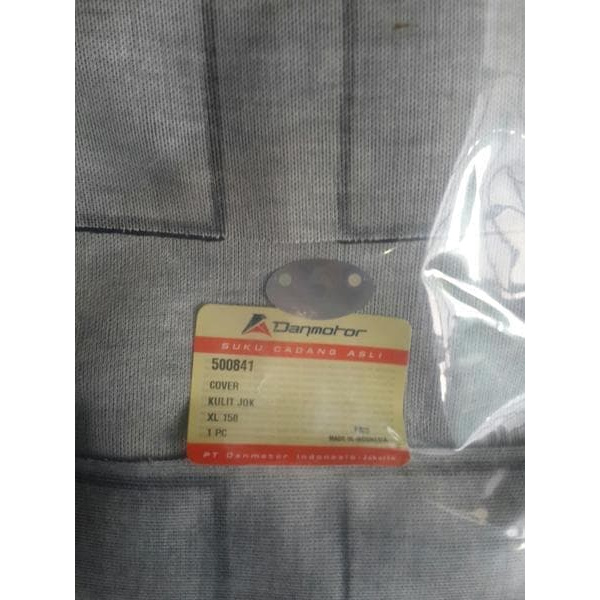 Danmotor
SUKU CADANG ASLI
500841
COVER
KULIT JOK
XL 150
1 PC
MADE IN INDONESIA
PT Danmotor Indonesia - Jakarta